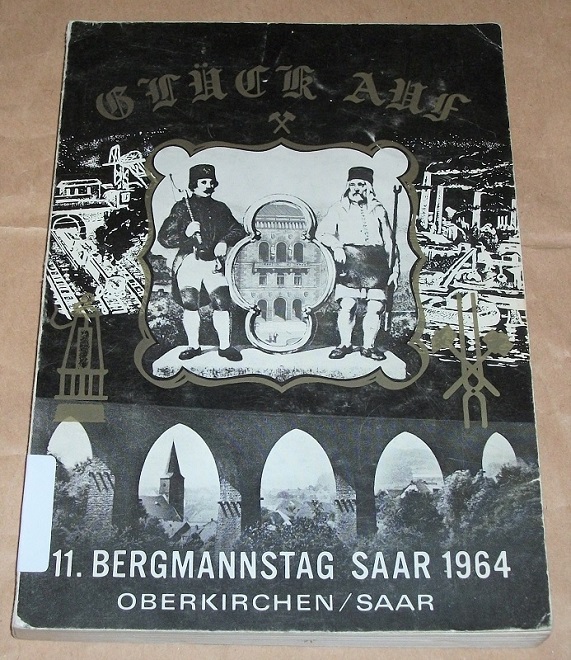 GLÜCK AUF
11. BERGMANNSTAG SAAR 1964
OBERKIRCHEN/SAAR